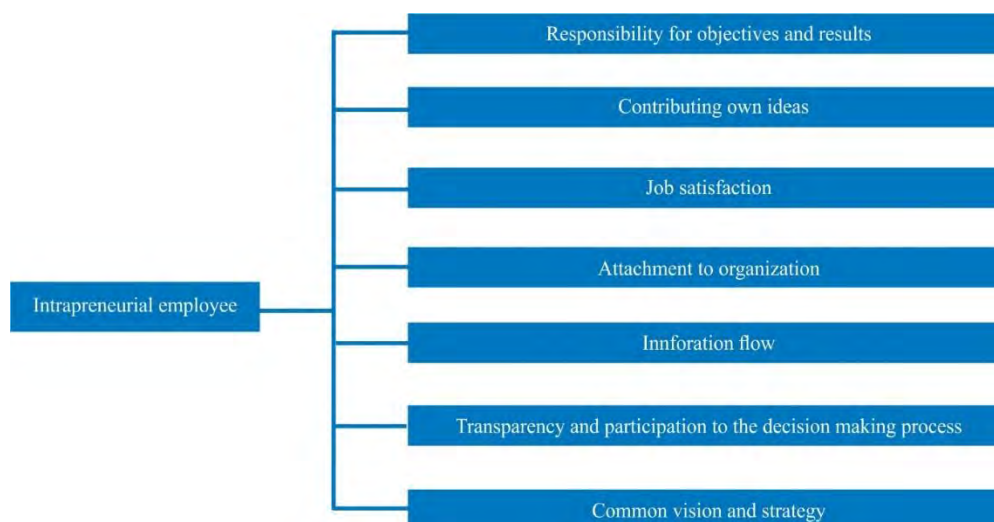 Responsibility for objectives and results
Contributing own ideas
Job satisfaction
Attachment to organization
Intrapreneurial employee
Innforation flow
Transparency and participation to the decision making process
Common vision and strategy